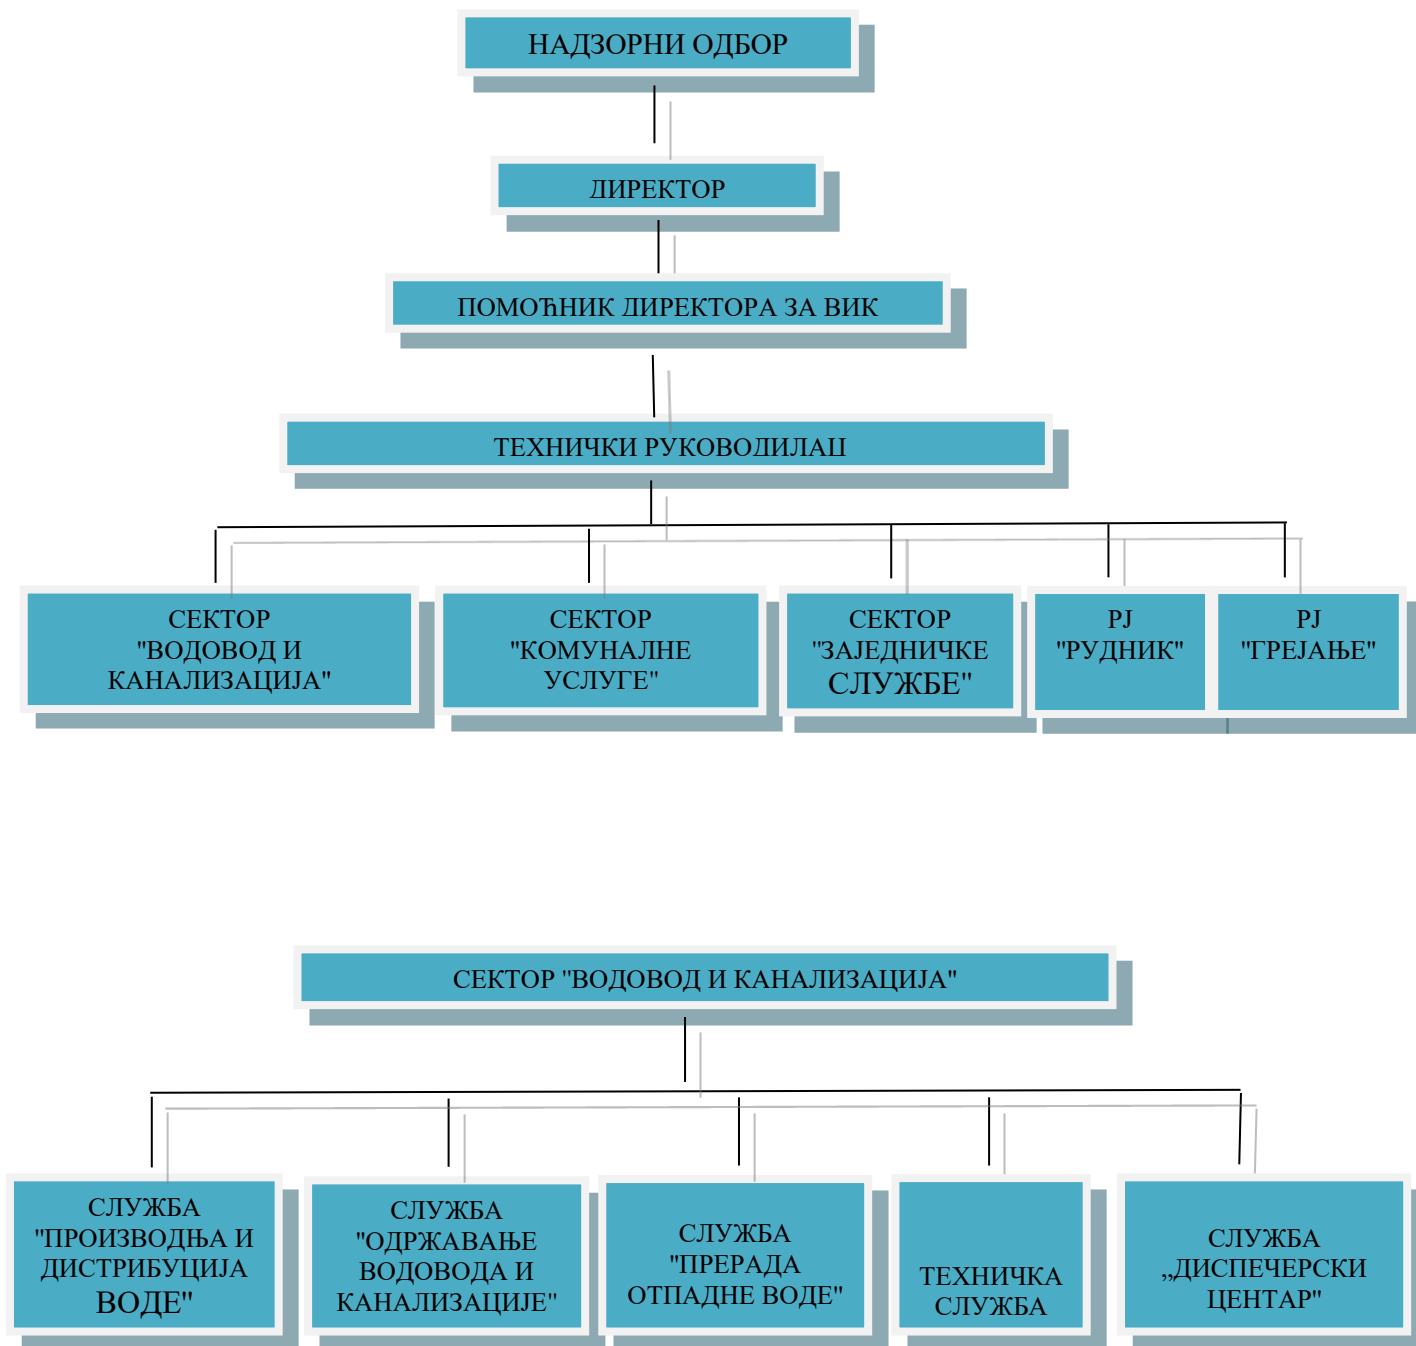 НАДЗОРНИ ОДБОР
ДИРЕКТОР
ПОМОЋНИК ДИРЕКТОРА ЗА ВИК
ТЕХНИЧКИ РУКОВОДИЛАЦ
СЕКТОР
"ВОДОВОД И
КАНАЛИЗАЦИЈА"
СЕКТОР
"КОМУНАЛНЕ
УСЛУГЕ"
СЕКТОР
"ЗАЈЕДНИЧКЕ
СЛУЖБЕ"
РЈ
"РУДНИК"
РЈ
"ГРЕЈАЊЕ"
СЕКТОР "ВОДОВОД И КАНАЛИЗАЦИЈА"
СЛУЖБА
"ПРОИЗВОДЊА И
ДИСТРИБУЦИЈА
ВОДЕ"
СЛУЖБА
"ОДРЖАВАЊЕ
ВОДОВОДА И
КАНАЛИЗАЦИЈЕ"
СЛУЖБА
"ПРЕРАДА
ОТПАДНЕ ВОДЕ"
ТЕХНИЧКА
СЛУЖБА
СЛУЖБА
„ДИСПЕЧЕРСКИ
ЦЕНТАР"